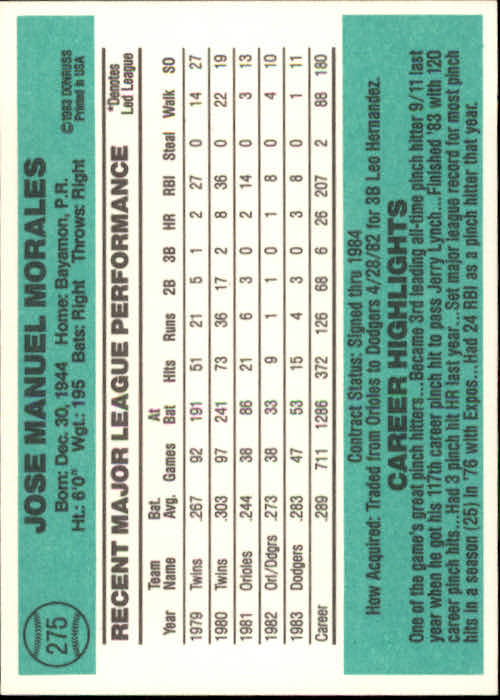 275
JOSE MANUEL MORALES
©1983 DONRUSS
Printed in USA
Born: Dec. 30, 1944 Home: Bayamon, P.R.
Ht.: 6'0" Wgt.: 195 Bats: Right Throws: Right
RECENT MAJOR LEAGUE PERFORMANCE
*Denotes
Led League
Year Team Name Bat. Avg. Games At Bat Hits Runs 2B 3B HR RBI Steal Walk SO
1979 Twins .267 92 191 51 21 5 1 2 27 0 14 27
1980 Twins .303 97 241 73 36 17 2 8 36 0 22 19
1981 Orioles .244 38 86 21 6 3 0 2 14 0 3 13
1982 Orl/Ddgrs .273 38 33 9 1 1 0 1 8 0 4 10
1983 Dodgers .283 47 53 15 4 3 0 3 8 0 1 11
Career .289 711 1286 372 126 68 6 26 207 2 88 180
Contract Status: Signed thru 1984
How Acquired: Traded from Orioles to Dodgers 4/28/82 for 3B Leo Hernandez.
CAREER HIGHLIGHTS
One of the game's great pinch hitters...Became 3rd leading all-time pinch hitter 9/11 last
year when he got his 117th career pinch hit to pass Jerry Lynch...Finished '83 with 120
career pinch hits...Had 3 pinch hit HR last year...Set major league record for most pinch
hits in a season (25) in '76 with Expos...Had 24 RBI as a pinch hitter that year.